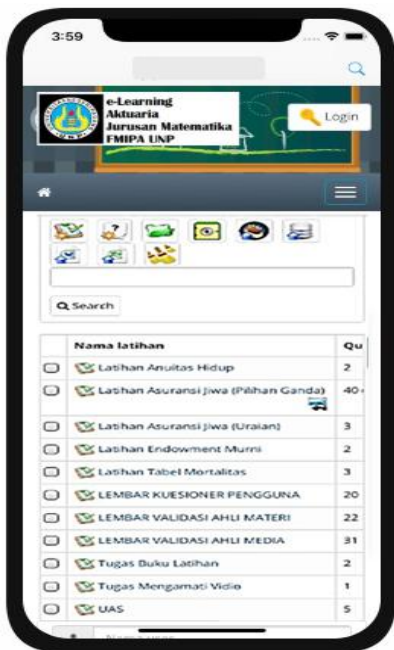 3:59
e-Learning
Aktuaria
Jurusan Matematika
FMIPA UNP
Login
Search
Nama latihan Qu
Latihan Anuitas Hidup 2
Latihan Asuransi Jiwa (Pilihan Ganda) 40
Latihan Asuransi Jiwa (Uraian) 3
Latihan Endowment Murni 2
Latihan Tabel Mortalitas 3
LEMBAR KUESIONER PENGGUNA 20
LEMBAR VALIDASI AHLI MATERI 22
LEMBAR VALIDASI AHLI MEDIA 31
Tugas Buku Latihan 2
Tugas Mengamati Vidio 1
UAS 5